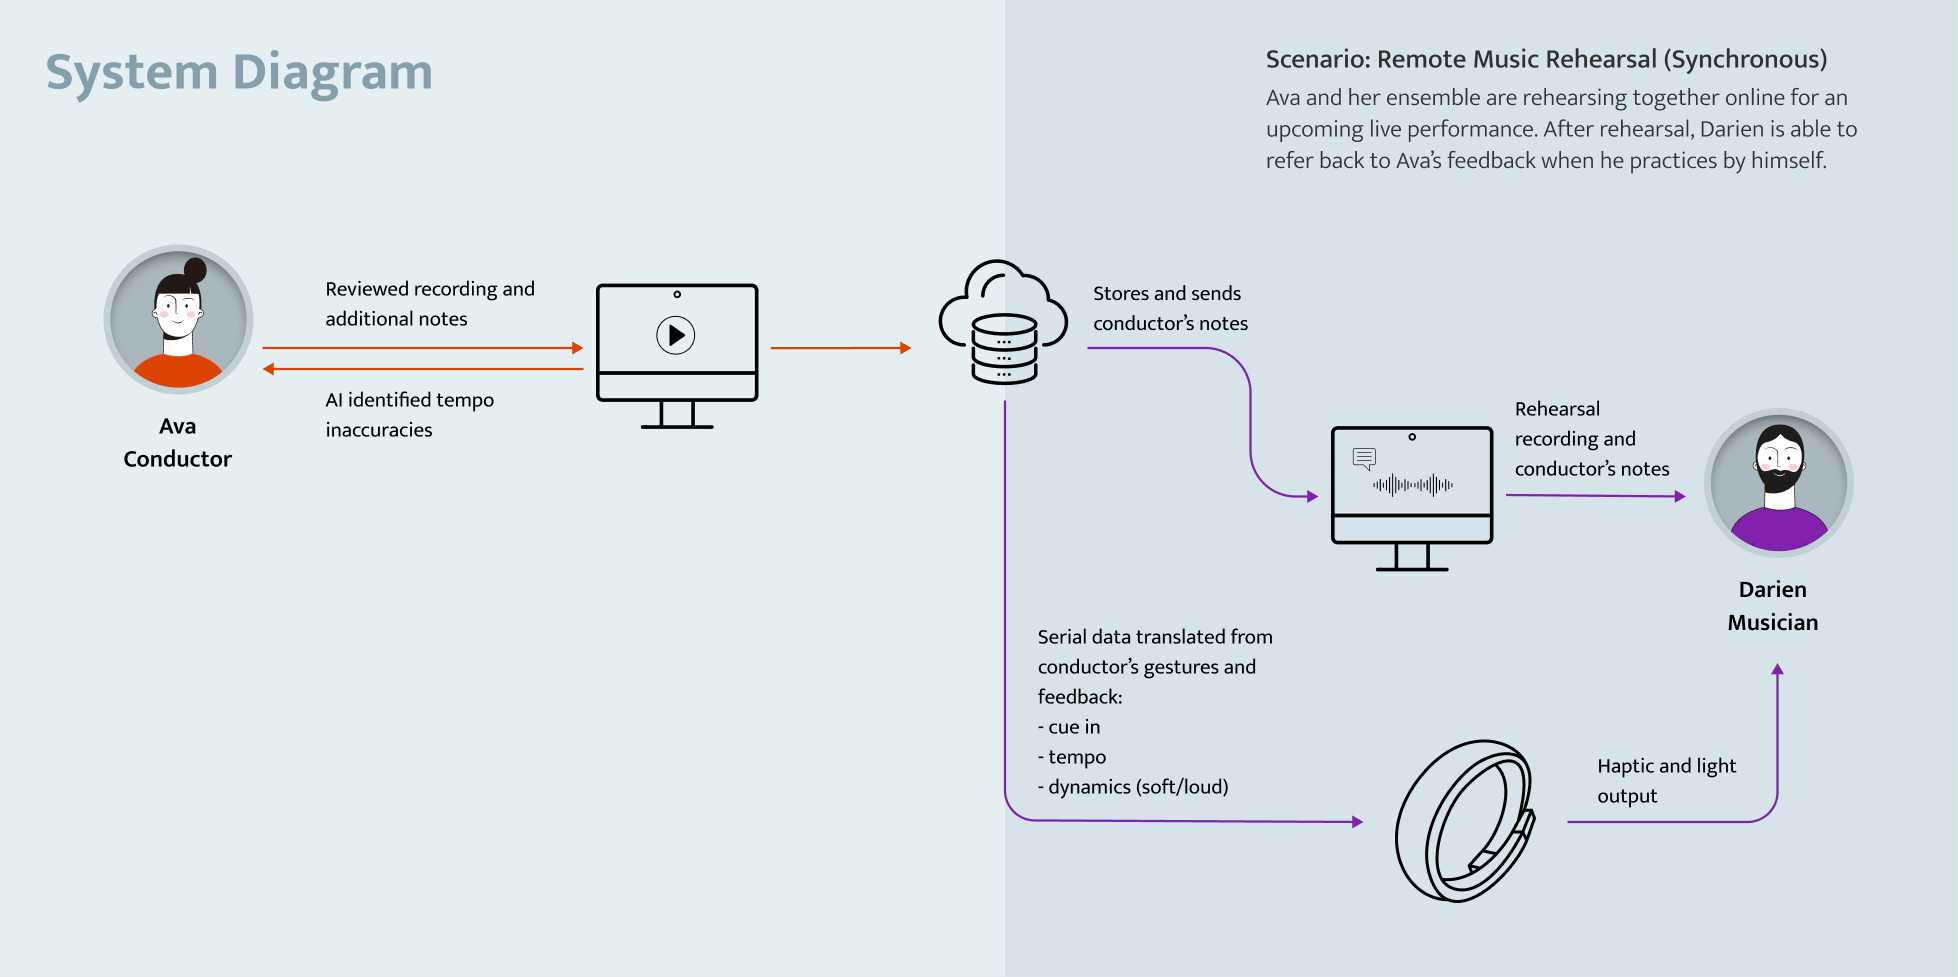 System Diagram
Scenario: Remote Music Rehearsal (Synchronous)
Ava and her ensemble are rehearsing together online for an
upcoming live performance. After rehearsal, Darien is able to
refer back to Ava’s feedback when he practices by himself.
Reviewed recording and
additional notes
AI identified tempo
inaccuracies
Ava
Conductor
Stores and sends
conductor’s notes
Rehearsal
recording and
conductor’s notes
Darien
Musician
Serial data translated from
conductor’s gestures and
feedback:
- cue in
- tempo
- dynamics (soft/loud)
Haptic and light
output